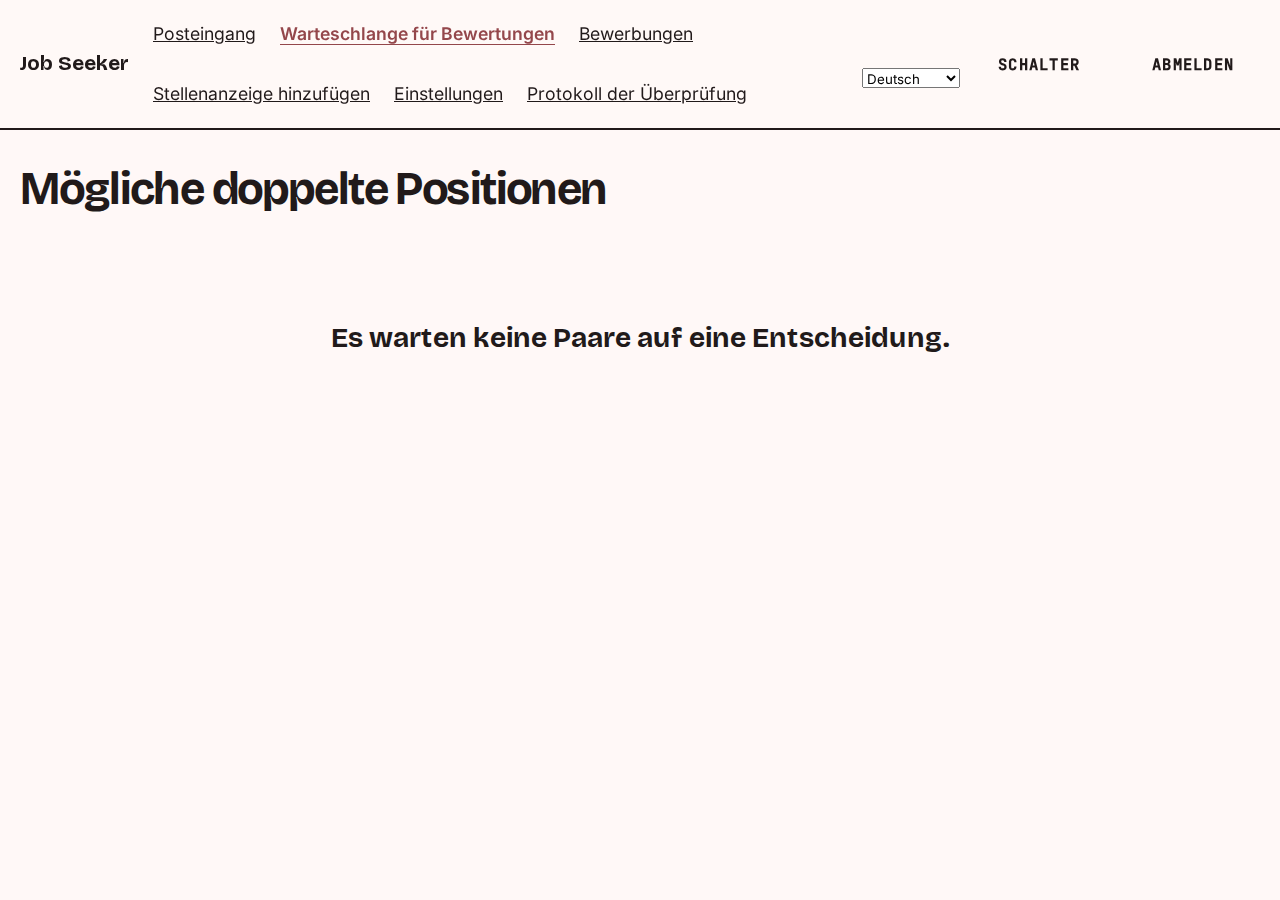 Job Seeker
Posteingang
Warteschlange für Bewertungen
Bewerbungen
Stellenanzeige hinzufügen
Einstellungen
Protokoll der Überprüfung
Deutsch
SCHALTER
ABMELDEN
Mögliche doppelte Positionen
Es warten keine Paare auf eine Entscheidung.